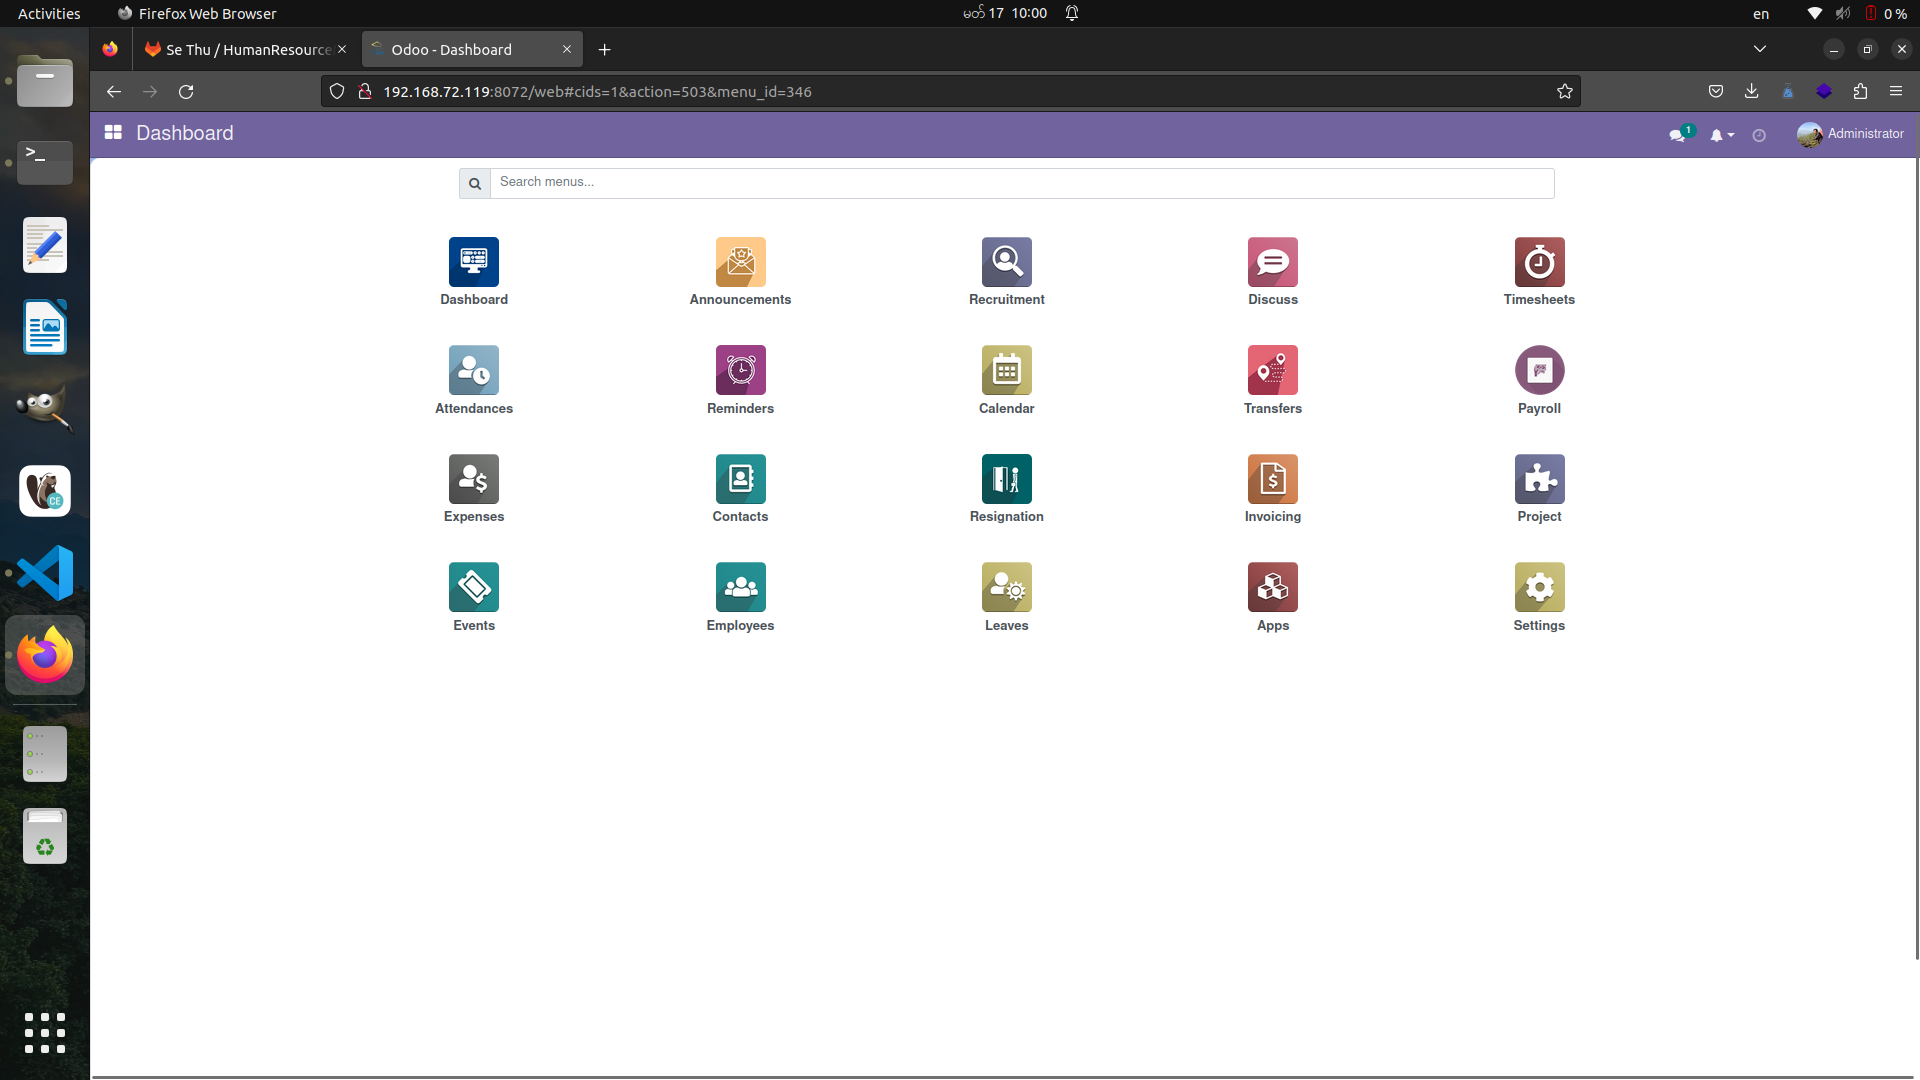 Activities
Firefox Web Browser
မတ် 17 10:00
en
0 %
Se Thu / HumanResource
Odoo - Dashboard
192.168.72.119:8072/web#cids=1&action=503&menu_id=346
Dashboard
1
Administrator
Search menus...
Dashboard
Announcements
Recruitment
Discuss
Timesheets
Attendances
Reminders
Calendar
Transfers
Payroll
Expenses
Contacts
Resignation
Invoicing
Project
Events
Employees
Leaves
Apps
Settings
>_
CE